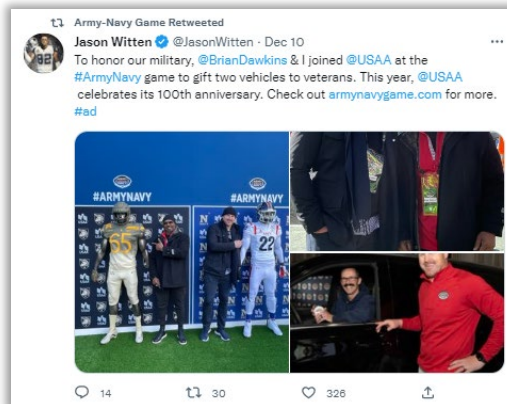 Army-Navy Game Retweeted
Jason Witten @JasonWitten · Dec 10 ...
To honor our military, @BrianDawkins & I joined @USAA at the
#ArmyNavy game to gift two vehicles to veterans. This year, @USAA
celebrates its 100th anniversary. Check out armynavygame.com for more.
#ad
#ARMYNAVY #ARMYNAVY
65 22
14 30 326